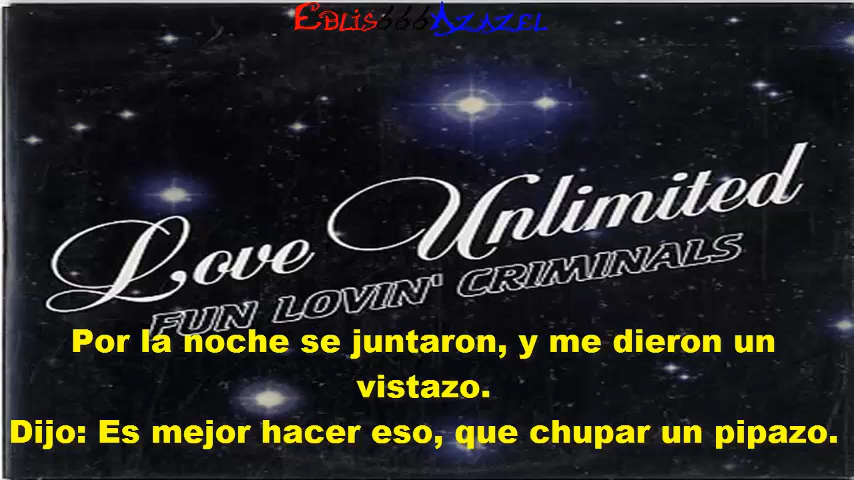 Eblis666Azazel
Love Unlimited
FUN LOVIN' CRIMINALS
Por la noche se juntaron, y me dieron un
vistazo.
Dijo: Es mejor hacer eso, que chupar un pipazo.